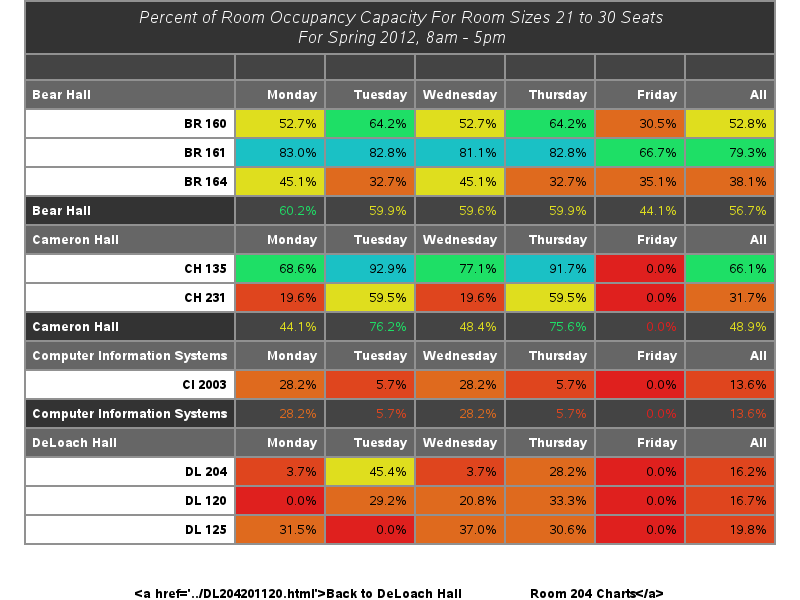 Percent of Room Occupancy Capacity For Room Sizes 21 to 30 Seats
For Spring 2012, 8am - 5pm
Bear Hall Monday Tuesday Wednesday Thursday Friday All
BR 160 52.7% 64.2% 52.7% 64.2% 30.5% 52.8%
BR 161 83.0% 82.8% 81.1% 82.8% 66.7% 79.3%
BR 164 45.1% 32.7% 45.1% 32.7% 35.1% 38.1%
Bear Hall 60.2% 59.9% 59.6% 59.9% 44.1% 56.7%
Cameron Hall Monday Tuesday Wednesday Thursday Friday All
CH 135 68.6% 92.9% 77.1% 91.7% 0.0% 66.1%
CH 231 19.6% 59.5% 19.6% 59.5% 0.0% 31.7%
Cameron Hall 44.1% 76.2% 48.4% 75.6% 0.0% 48.9%
Computer Information Systems Monday Tuesday Wednesday Thursday Friday All
CI 2003 28.2% 5.7% 28.2% 5.7% 0.0% 13.6%
Computer Information Systems 28.2% 5.7% 28.2% 5.7% 0.0% 13.6%
DeLoach Hall Monday Tuesday Wednesday Thursday Friday All
DL 204 3.7% 45.4% 3.7% 28.2% 0.0% 16.2%
DL 120 0.0% 29.2% 20.8% 33.3% 0.0% 16.7%
DL 125 31.5% 0.0% 37.0% 30.6% 0.0% 19.8%
&lt;a href='../DL204201120.html'&gt;Back to DeLoach Hall Room 204 Charts&lt;/a&gt;